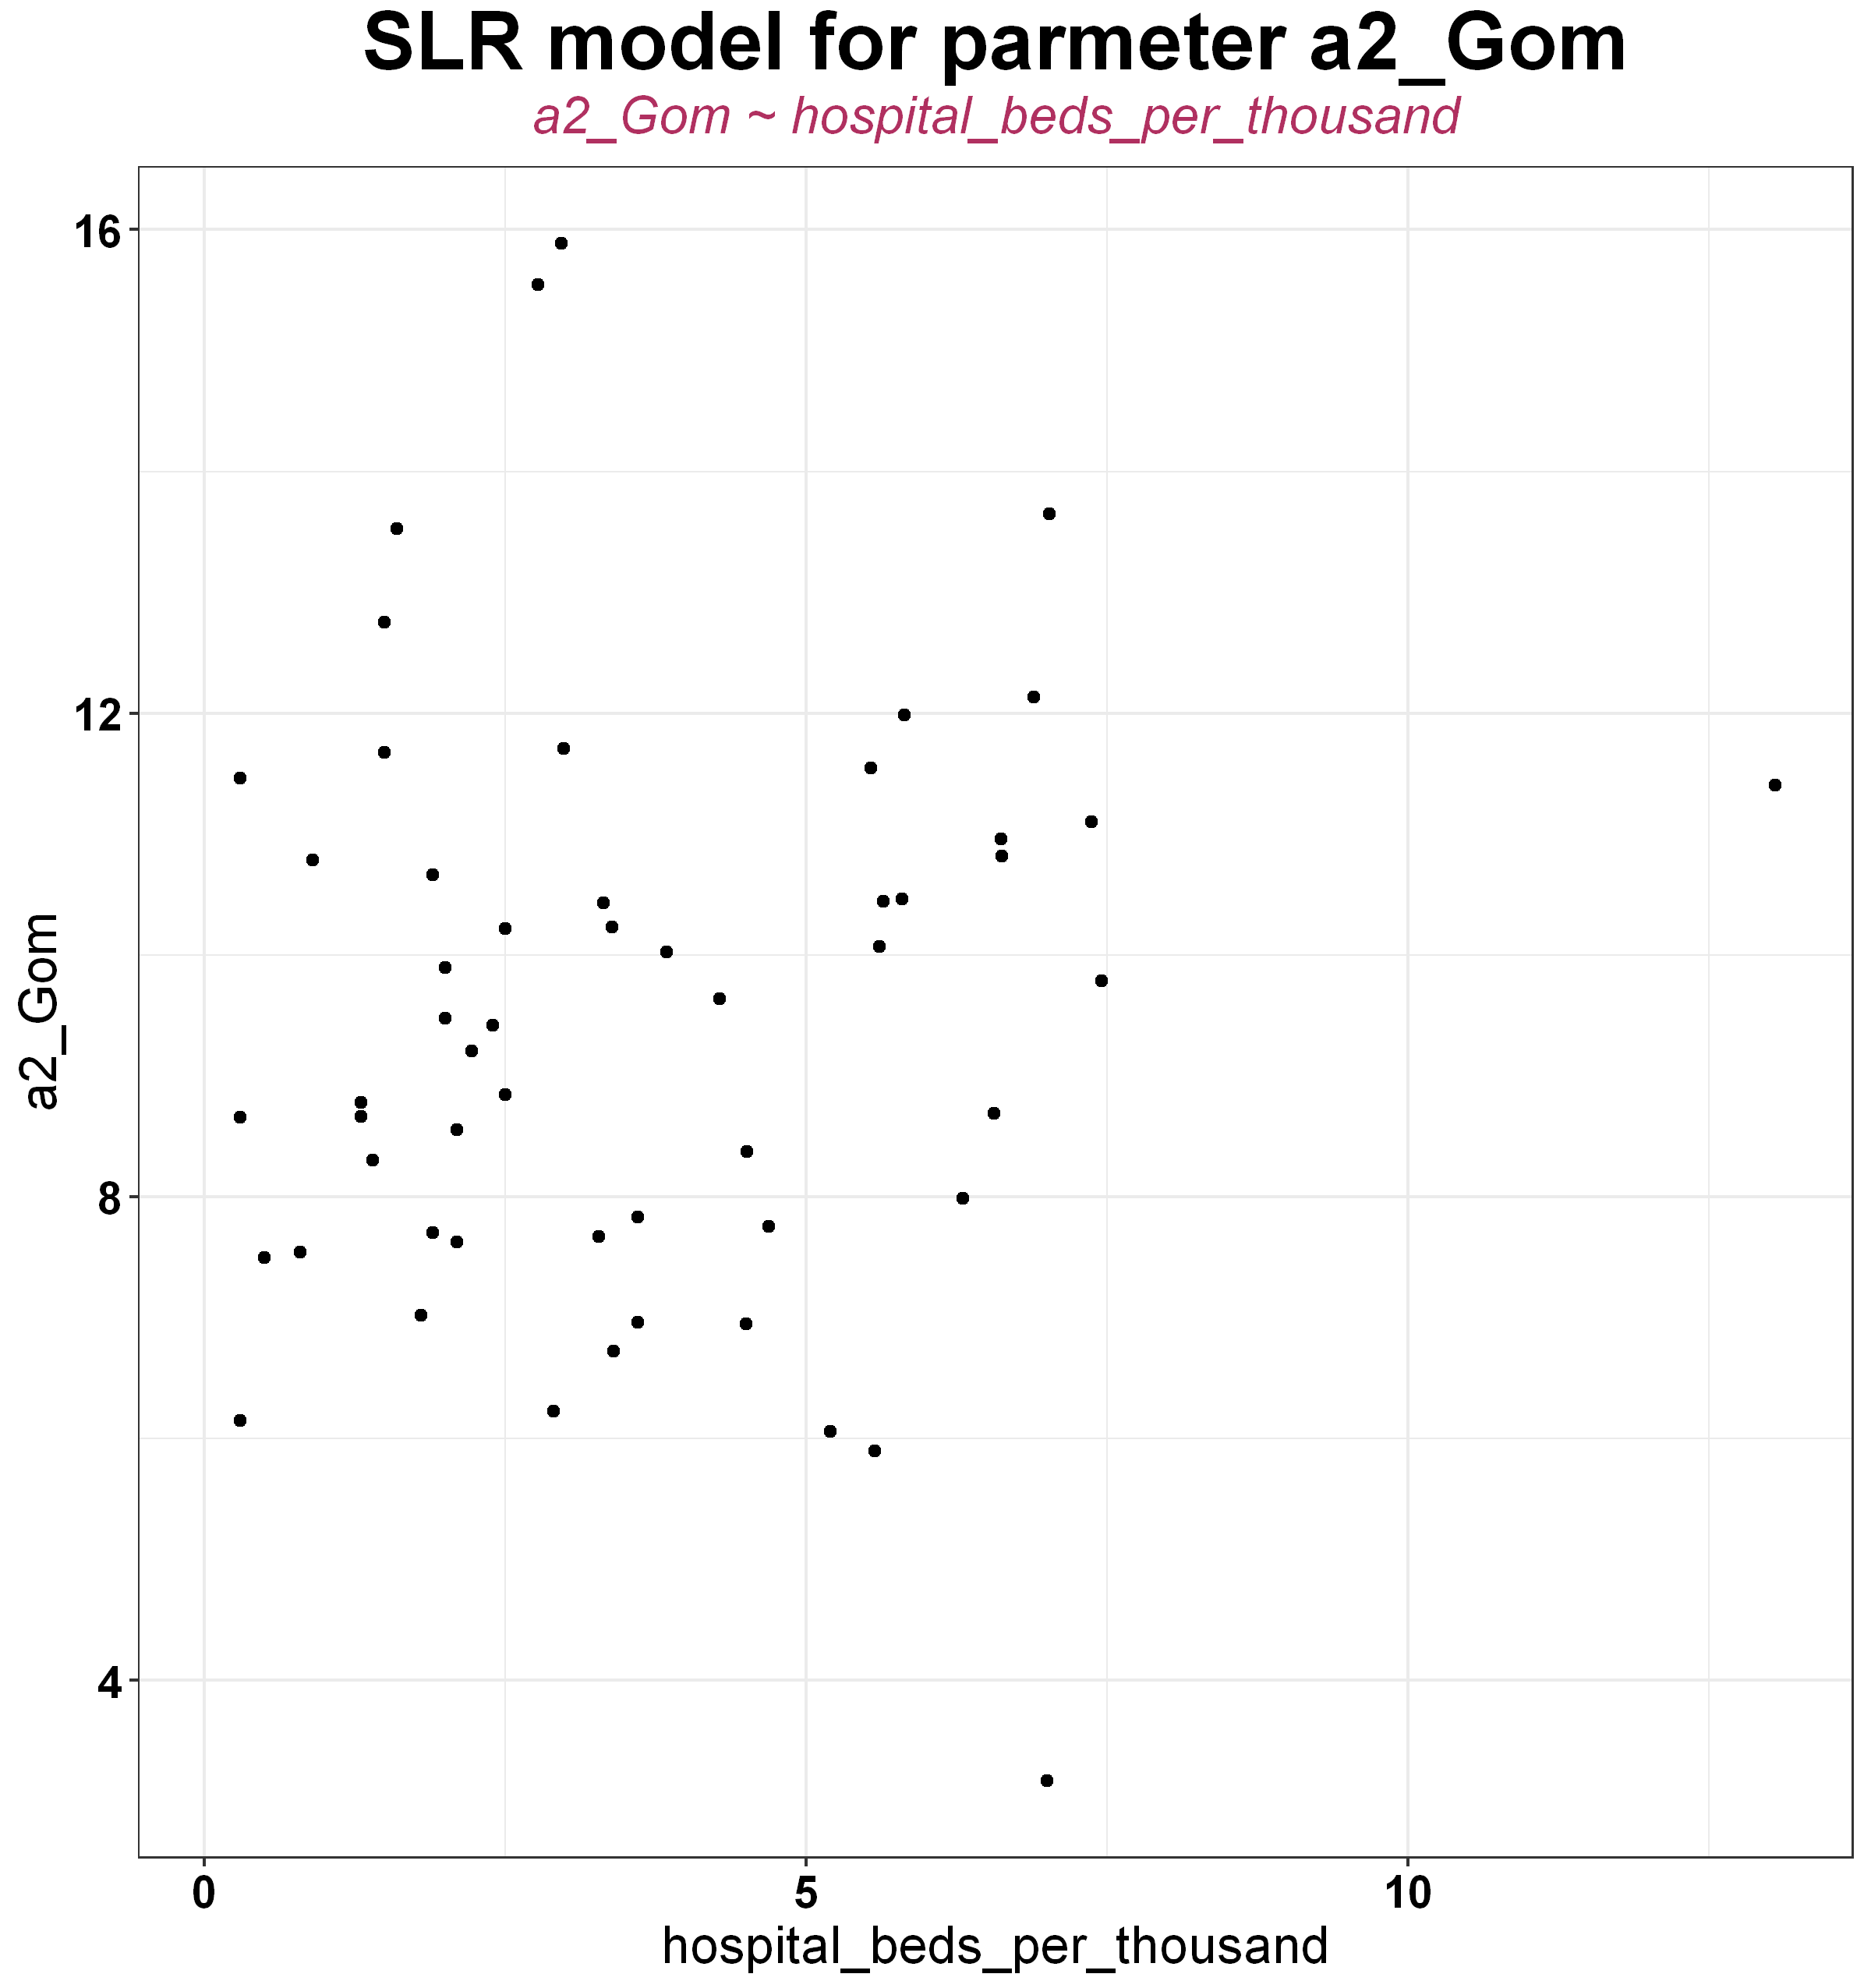 SLR model for parmeter a2_Gom
a2_Gom ~ hospital_beds_per_thousand
16
12
8
4
a2_Gom
0 5 10
hospital_beds_per_thousand